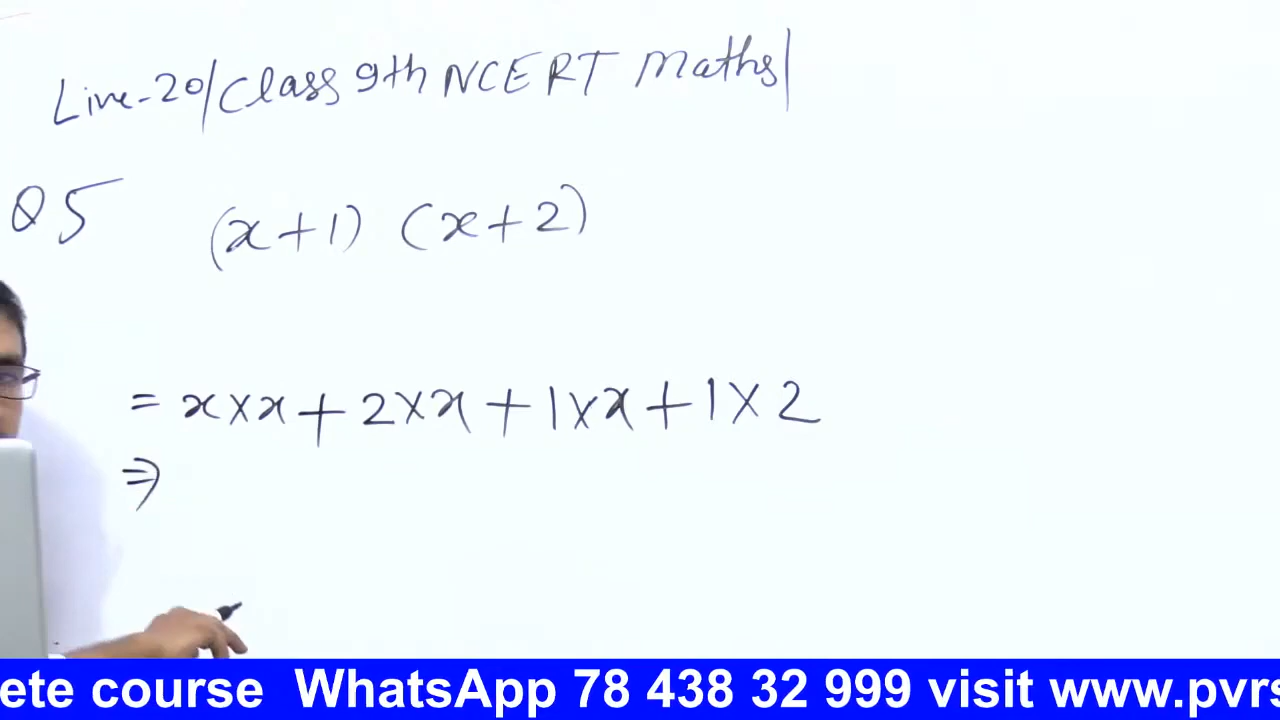 Live-20/Class 9th NCERT Maths/
Q5 (x+1) (x+2)
= x×x + 2×x + 1×x + 1×2
⇒
ete course WhatsApp 78 438 32 999 visit www.pvrs